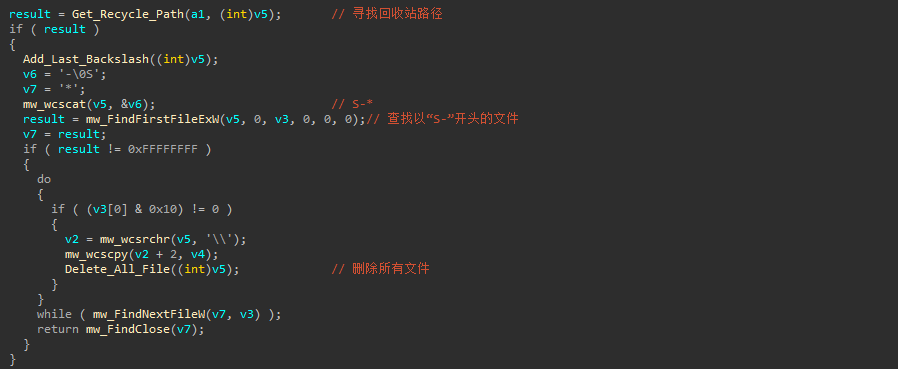 result = Get_Recycle_Path(a1, (int)v5);       // 寻找回收站路径
if ( result )
{
  Add_Last_Backslash((int)v5);
  v6 = '-\0S';
  v7 = '*';
  mw_wcscat(v5, &v6);                         // S-*
  result = mw_FindFirstFileExW(v5, 0, v3, 0, 0, 0);// 查找以“S-”开头的文件
  v7 = result;
  if ( result != 0xFFFFFFFF )
  {
    do
    {
      if ( (v3[0] & 0x10) != 0 )
      {
        v2 = mw_wcsrchr(v5, '\\');
        mw_wcscpy(v2 + 2, v4);
        Delete_All_File((int)v5);             // 删除所有文件
      }
    }
    while ( mw_FindNextFileW(v7, v3) );
    return mw_FindClose(v7);
  }
}